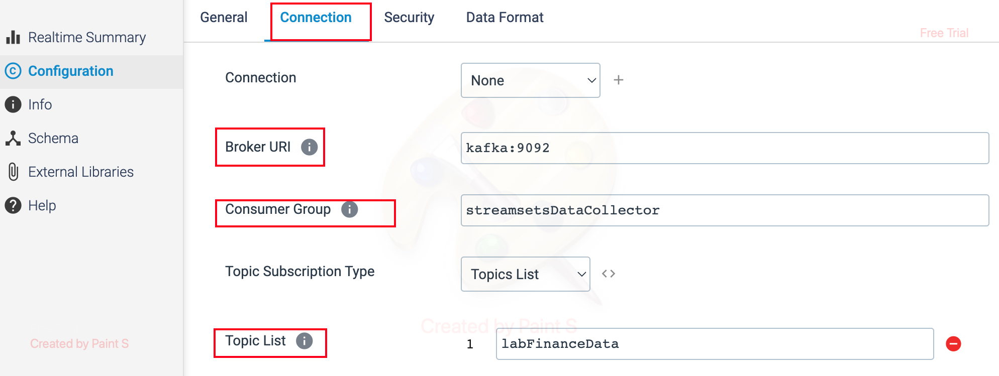 General Connection Security Data Format
Free Trial
Realtime Summary
Configuration
Info
Schema
External Libraries
Help
Created by Paint S
Connection None
Broker URI kafka:9092
Consumer Group streamsetsDataCollector
Topic Subscription Type Topics List
Created by Paint S
Topic List 1 labFinanceData